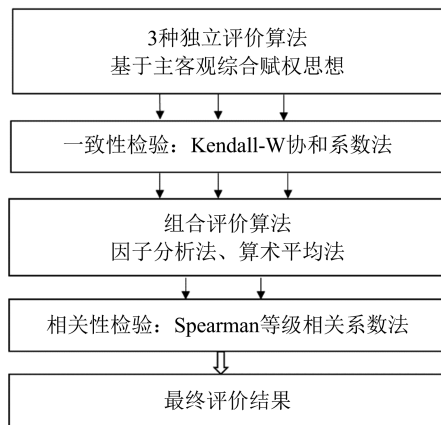 3种独立评价算法
基于主客观综合赋权思想
一致性检验：Kendall-W协和系数法
组合评价算法
因子分析法、算术平均法
相关性检验：Spearman等级相关系数法
最终评价结果